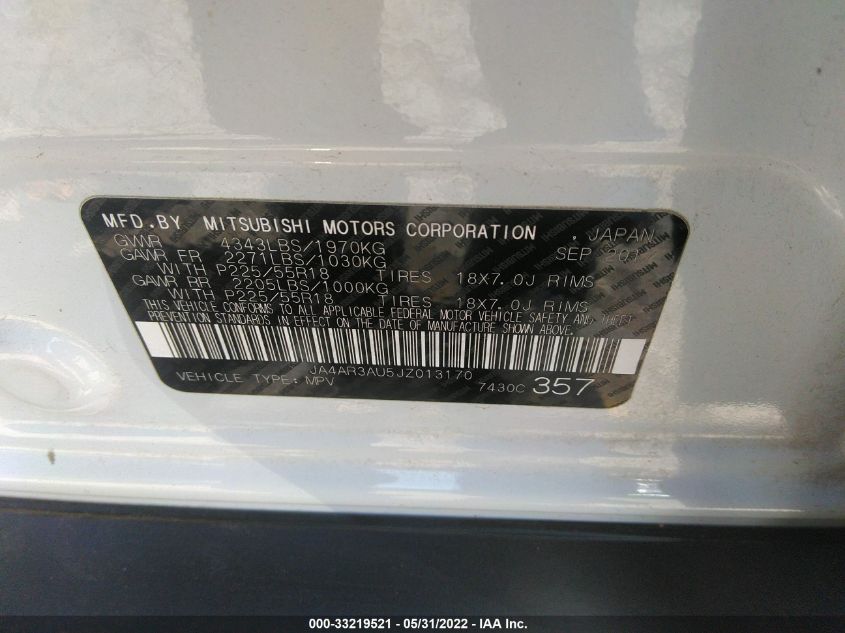 MFD.BY MITSUBISHI MOTORS CORPORATION , JAPAN
GVWR 4343LBS/1970KG SEP
GAWR FR 2271LBS/1030KG
WITH P225/55R18 TIRES 18X7.0J RIMS
GAWR RR 2205LBS/1000KG
WITH P225/55R18 TIRES 18X7.0J RIMS
THIS VEHICLE CONFORMS TO ALL APPLICABLE FEDERAL MOTOR VEHICLE SAFETY AND THEFT
PREVENTION STANDARDS IN EFFECT ON THE DATE OF MANUFACTURE SHOWN ABOVE.
JA4AR3AU5JZ013170
VEHICLE TYPE: MPV 7430C 357
000-33219521 - 05/31/2022 - IAA Inc.